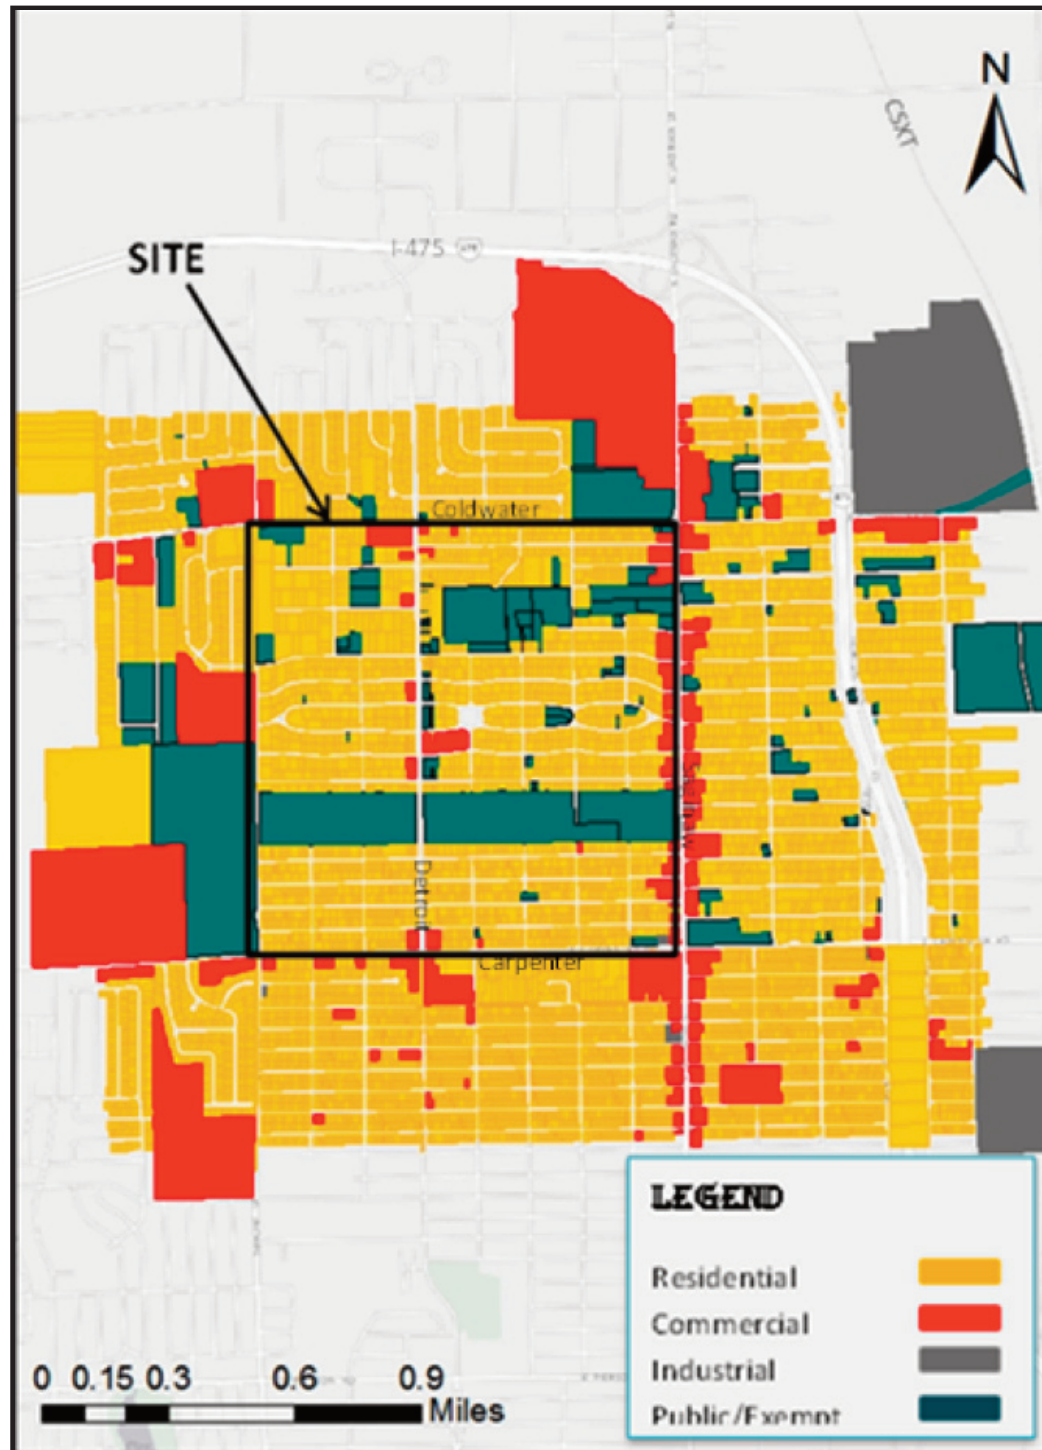 N
CSXT
I-475
SITE
Coldwater
Saginaw
Detroit
Carpenter
LEGEND
Residential
Commercial
Industrial
Public/Exempt
0 0.15 0.3 0.6 0.9
Miles